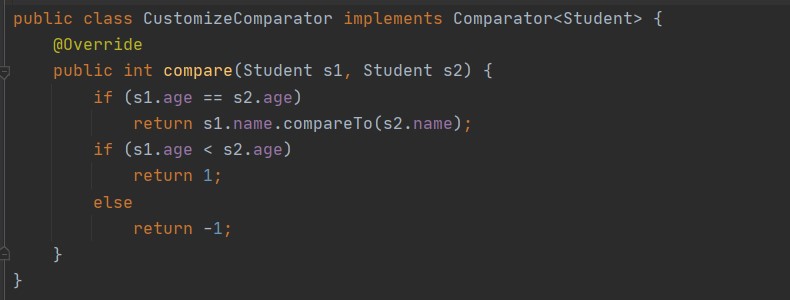 public class CustomizeComparator implements Comparator<Student> {
    @Override
    public int compare(Student s1, Student s2) {
        if (s1.age == s2.age)
            return s1.name.compareTo(s2.name);
        if (s1.age < s2.age)
            return 1;
        else
            return -1;
    }
}